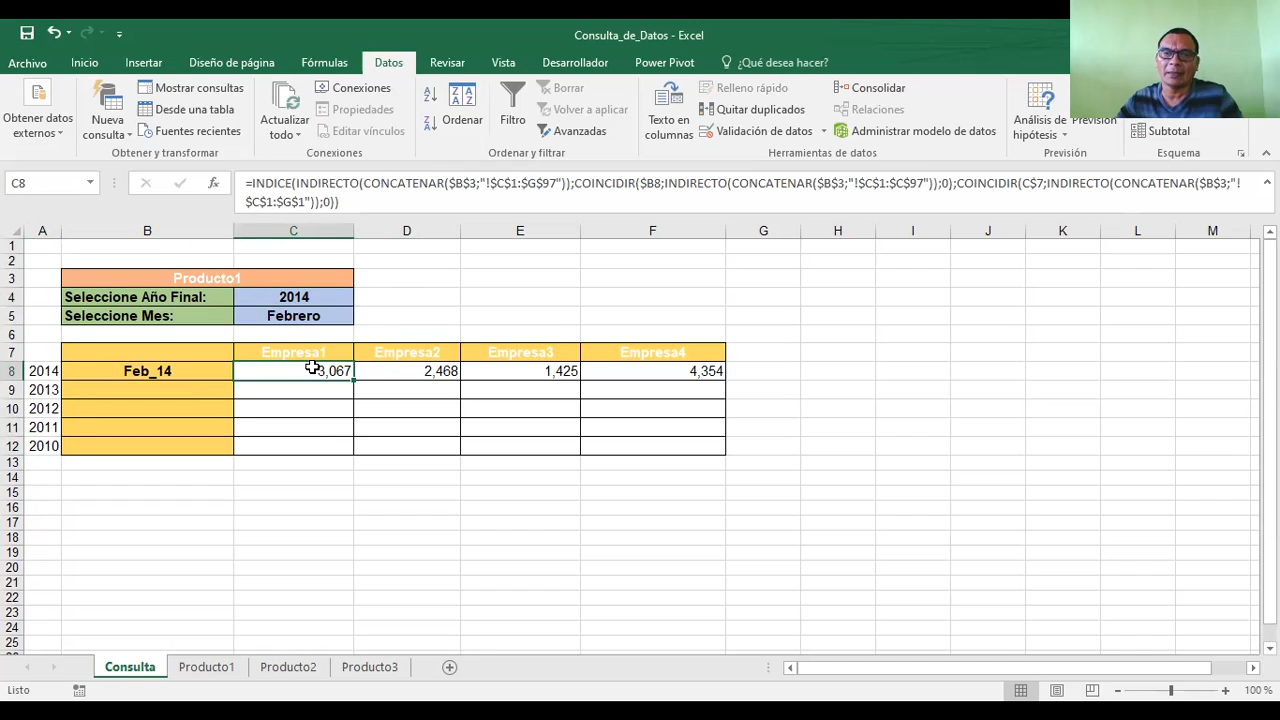 Consulta_de_Datos - Excel
Archivo Inicio Insertar Diseño de página Fórmulas Datos Revisar Vista Desarrollador Power Pivot ¿Qué desea hacer?
Obtener datos externos
Nueva consulta
Mostrar consultas
Desde una tabla
Fuentes recientes
Obtener y transformar
Actualizar todo
Conexiones
Propiedades
Editar vínculos
Conexiones
Ordenar
Filtro
Borrar
Volver a aplicar
Avanzadas
Ordenar y filtrar
Texto en columnas
Relleno rápido
Quitar duplicados
Validación de datos
Consolidar
Relaciones
Administrar modelo de datos
Herramientas de datos
Análisis de hipótesis
Previsión
Previsión
Subtotal
Esquema
C8
fx
=INDICE(INDIRECTO(CONCATENAR($B$3;"!$C$1:$G$97"));COINCIDIR($B8;INDIRECTO(CONCATENAR($B$3;"!$C$1:$C$97"));0);COINCIDIR(C$7;INDIRECTO(CONCATENAR($B$3;"!
$C$1:$G$1"));0))
A B C D E F G H I J K L M
1
2
3 Producto1
4 Seleccione Año Final: 2014
5 Seleccione Mes: Febrero
6
7 Empresa1 Empresa2 Empresa3 Empresa4
8 2014 Feb_14 3,067 2,468 1,425 4,354
9 2013
10 2012
11 2011
12 2010
13
14
15
16
17
18
19
20
21
22
23
24
25
Consulta Producto1 Producto2 Producto3
Listo
100 %